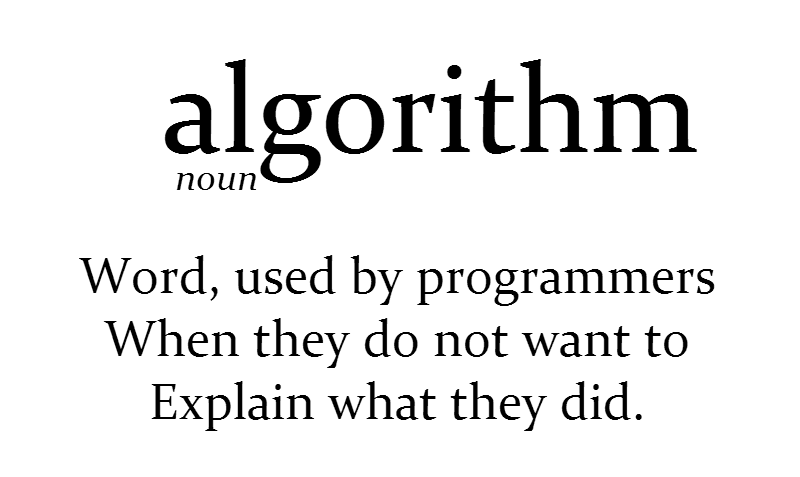 algorithm
noun
Word, used by programmers
When they do not want to
Explain what they did.